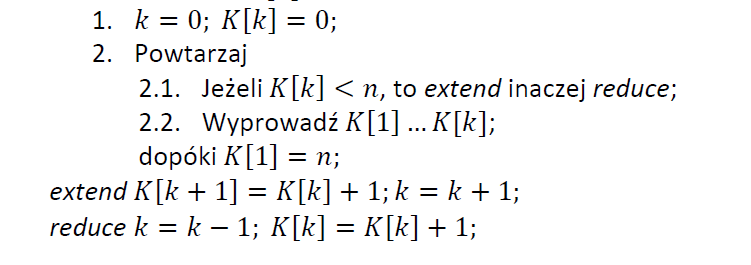 1. k = 0; K[k] = 0;
2. Powtarzaj
2.1. Jeżeli K[k] < n, to extend inaczej reduce;
2.2. Wyprowadź K[1] ... K[k];
dopóki K[1] = n;
extend K[k + 1] = K[k] + 1; k = k + 1;
reduce k = k − 1; K[k] = K[k] + 1;